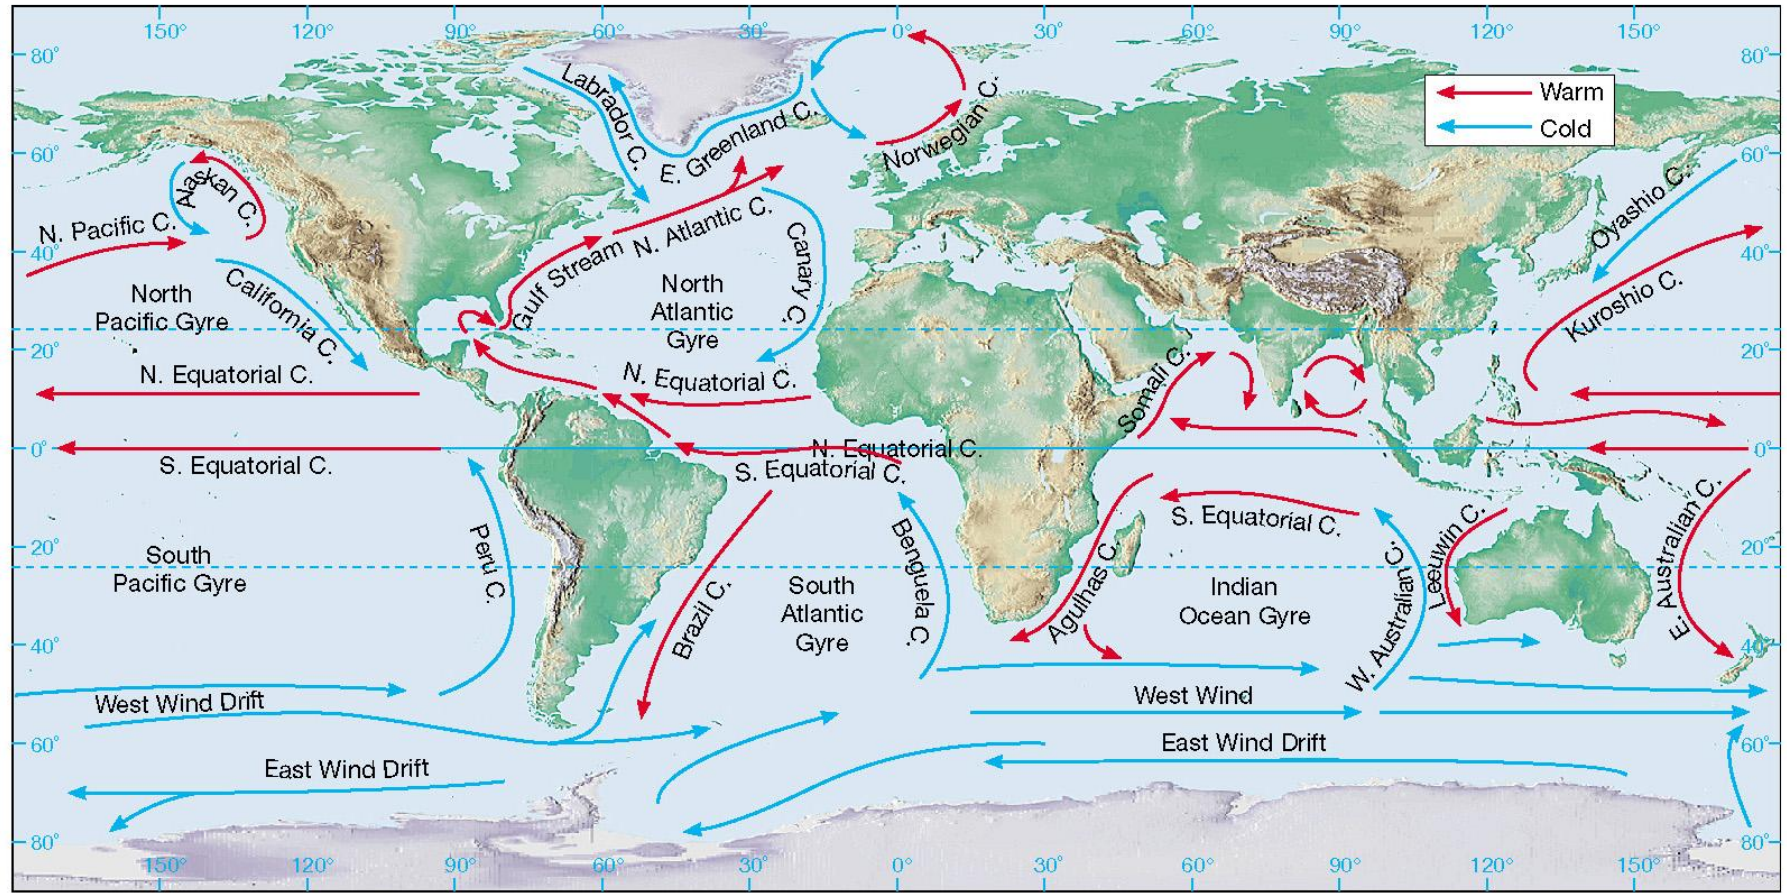 150° 120° 90° 60° 30° 0° 30° 60° 90° 120° 150°
80° 80°
Warm
Cold
Labrador C.
E. Greenland C.
Norwegian C.
60° 60°
Alaskan C.
N. Pacific C.
Oyashio C.
40° 40°
Gulf Stream
N. Atlantic C.
Canary C.
California C.
North
Pacific Gyre
North
Atlantic
Gyre
Kuroshio C.
20° 20°
N. Equatorial C.
N. Equatorial C.
Somali C.
0° 0°
N. Equatorial C.
S. Equatorial C.
S. Equatorial C.
S. Equatorial C.
Peru C.
Benguela C.
Leeuwin C.
E. Australian C.
20° 20°
South
Pacific Gyre
Brazil C.
South
Atlantic
Gyre
Agulhas C.
Indian
Ocean Gyre
W. Australian C.
40° 40°
West Wind Drift
West Wind
60° 60°
East Wind Drift
East Wind Drift
80° 80°
150° 120° 90° 60° 30° 0° 30° 60° 90° 120° 150°